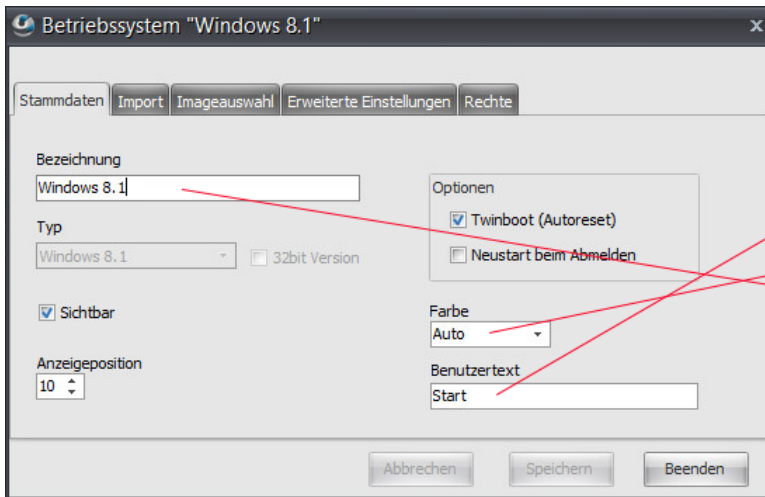 Betriebssystem "Windows 8.1"
x
Stammdaten Import Imageauswahl Erweiterte Einstellungen Rechte
Bezeichnung
Windows 8.1
Typ
Windows 8.1
32bit Version
Sichtbar
Anzeigeposition
10
Optionen
Twinboot (Autoreset)
Neustart beim Abmelden
Farbe
Auto
Benutzertext
Start
Abbrechen Speichern Beenden